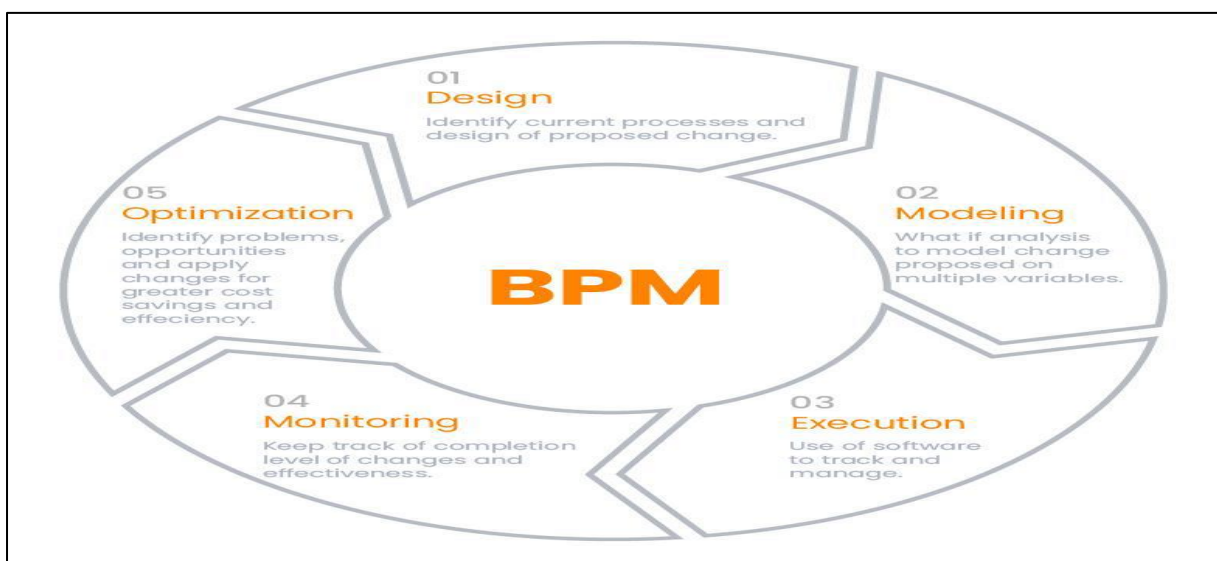 01
Design
Identify current processes and
design of proposed change.
02
Modeling
What if analysis
to model change
proposed on
multiple variables.
03
Execution
Use of software
to track and
manage.
04
Monitoring
Keep track of completion
level of changes and
effectiveness.
05
Optimization
Identify problems,
opportunities
and apply
changes for
greater cost
savings and
effeciency.
BPM